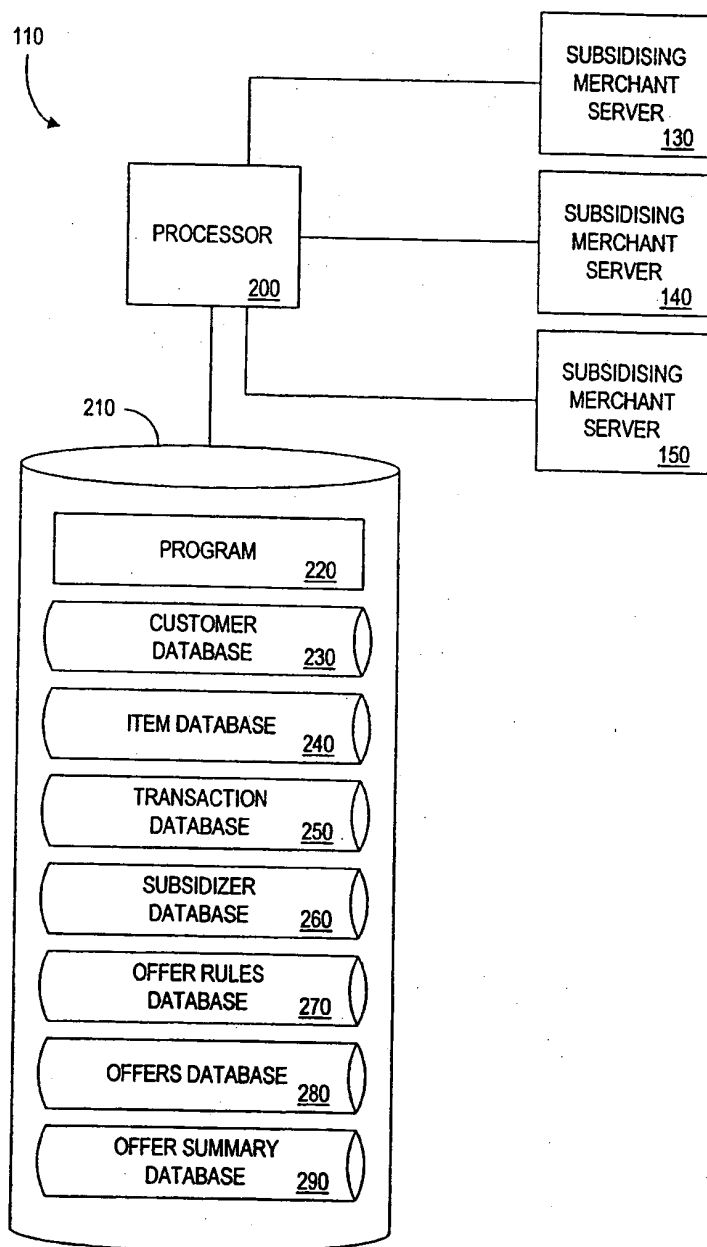 110
SUBSIDISING
MERCHANT
SERVER
130
PROCESSOR
200
SUBSIDISING
MERCHANT
SERVER
140
SUBSIDISING
MERCHANT
SERVER
150
210
PROGRAM
220
CUSTOMER
DATABASE
230
ITEM DATABASE
240
TRANSACTION
DATABASE
250
SUBSIDIZER
DATABASE
260
OFFER RULES
DATABASE
270
OFFERS DATABASE
280
OFFER SUMMARY
DATABASE
290